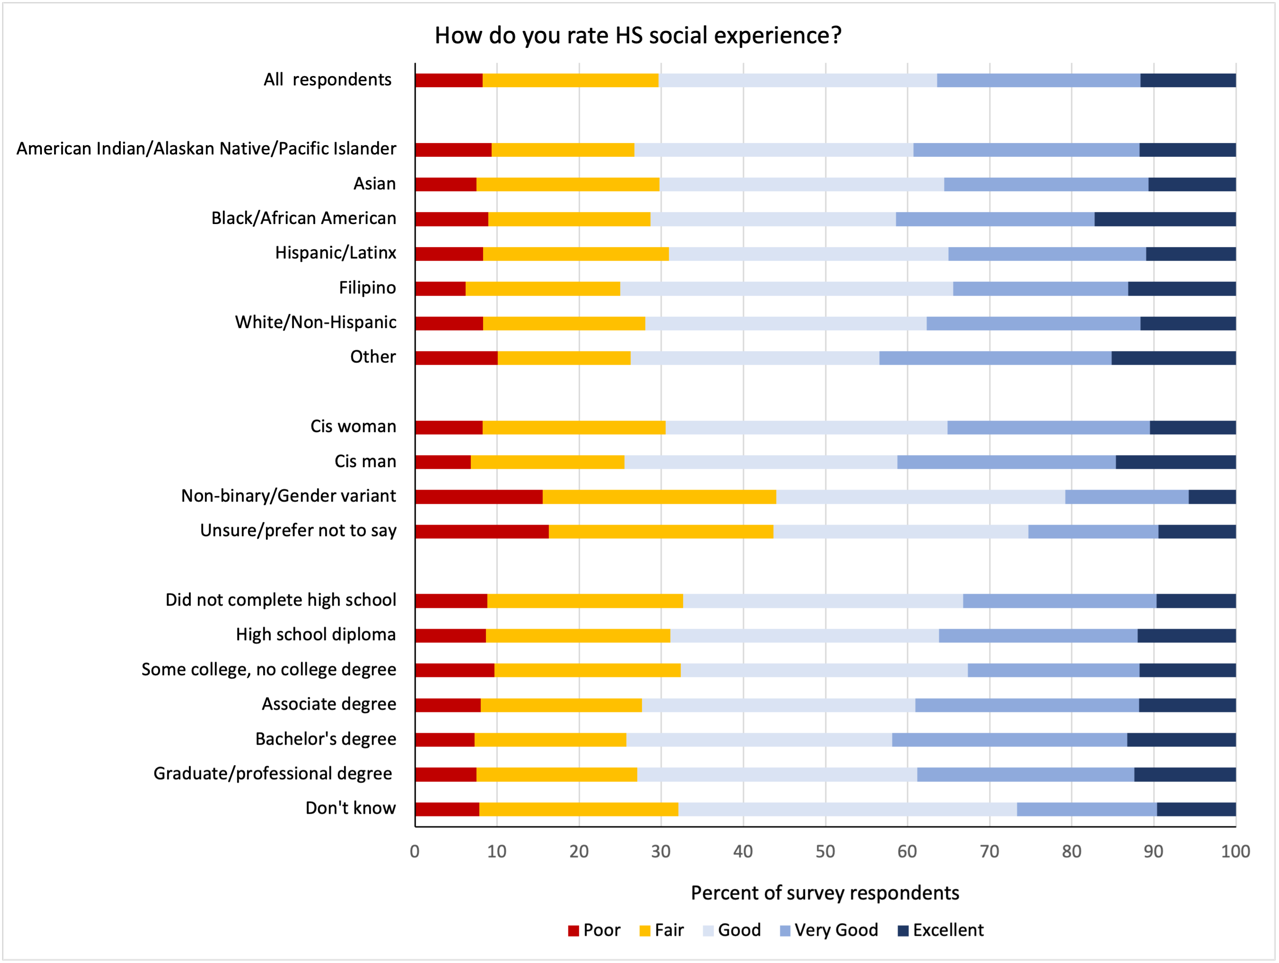 How do you rate HS social experience?
All respondents
American Indian/Alaskan Native/Pacific Islander
Asian
Black/African American
Hispanic/Latinx
Filipino
White/Non-Hispanic
Other
Cis woman
Cis man
Non-binary/Gender variant
Unsure/prefer not to say
Did not complete high school
High school diploma
Some college, no college degree
Associate degree
Bachelor's degree
Graduate/professional degree
Don't know
0 10 20 30 40 50 60 70 80 90 100
Percent of survey respondents
Poor Fair Good Very Good Excellent